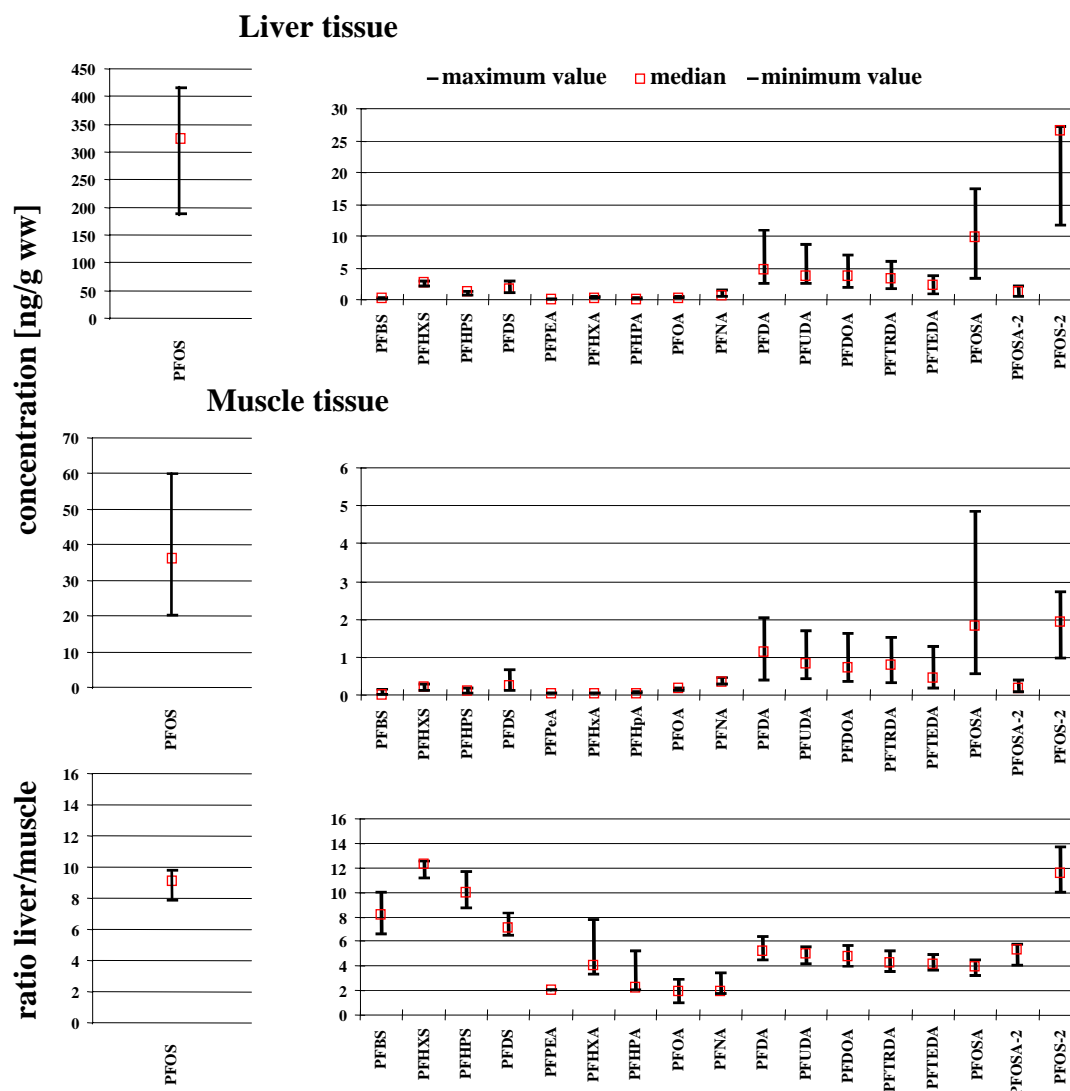 Liver tissue
maximum value median minimum value
concentration [ng/g ww]
450
400
350
300
250
200
150
100
50
0
PFOS
30
25
20
15
10
5
0
PFBS
PFHXS
PFHPS
PFDS
PFPEA
PFHXA
PFHPA
PFOA
PFNA
PFDA
PFUDA
PFDOA
PFTRDA
PFTEDA
PFOSA
PFOSA-2
PFOS-2
Muscle tissue
70
60
50
40
30
20
10
0
PFOS
6
5
4
3
2
1
0
PFBS
PFHXS
PFHPS
PFDS
PFPeA
PFHxA
PFHpA
PFOA
PFNA
PFDA
PFUDA
PFDOA
PFTRDA
PFTEDA
PFOSA
PFOSA-2
PFOS-2
ratio liver/muscle
16
14
12
10
8
6
4
2
0
PFOS
16
14
12
10
8
6
4
2
0
PFBS
PFHXS
PFHPS
PFDS
PFPEA
PFHXA
PFHPA
PFOA
PFNA
PFDA
PFUDA
PFDOA
PFTRDA
PFTEDA
PFOSA
PFOSA-2
PFOS-2